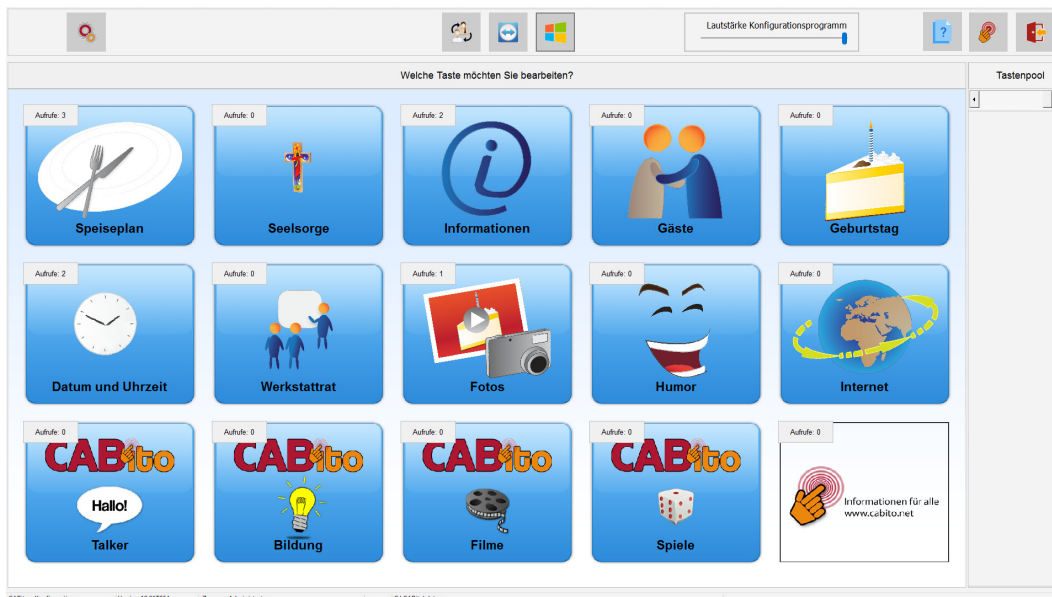 Lautstärke Konfigurationsprogramm
?
Welche Taste möchten Sie bearbeiten?
Tastenpool
Aufrufe: 3
Speiseplan
Aufrufe: 0
Seelsorge
Aufrufe: 2
Informationen
Aufrufe: 0
Gäste
Aufrufe: 0
Geburtstag
Aufrufe: 2
Datum und Uhrzeit
Aufrufe: 0
Werkstattrat
Aufrufe: 1
Fotos
Aufrufe: 0
Humor
Aufrufe: 0
Internet
Aufrufe: 0
CABito
Hallo!
Talker
Aufrufe: 0
CABito
Bildung
Aufrufe: 0
CABito
Filme
Aufrufe: 0
CABito
Spiele
Aufrufe: 0
Informationen für alle
www.cabito.net